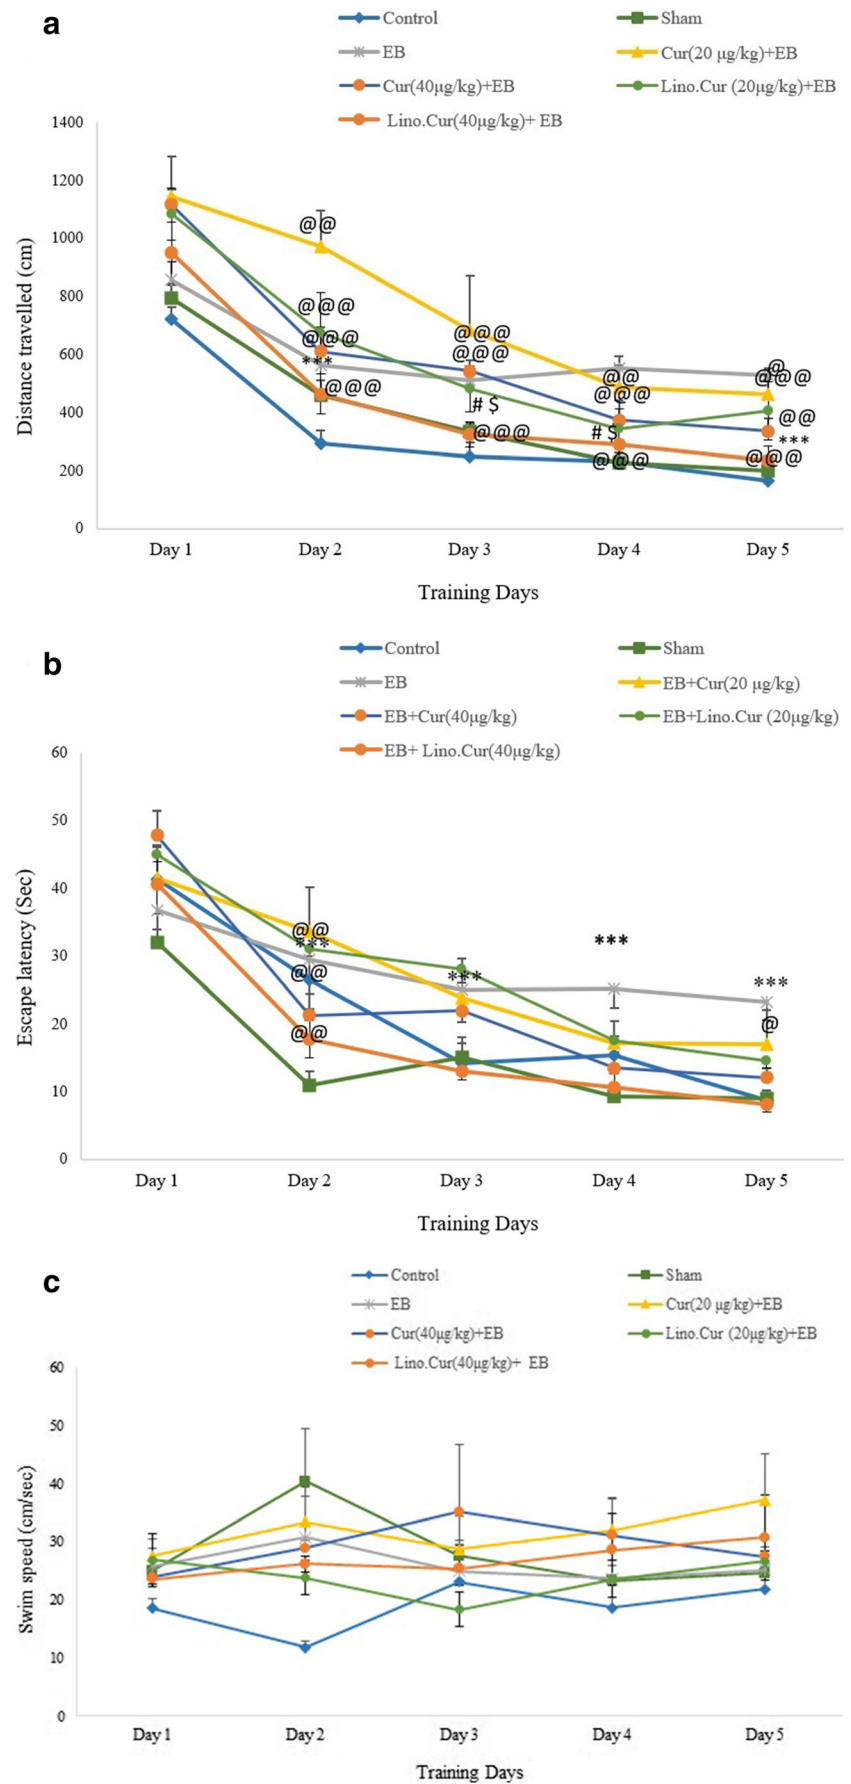 a
Control
Sham
EB
Cur(20 μg/kg)+EB
Cur(40μg/kg)+EB
Lino.Cur (20μg/kg)+EB
Lino.Cur(40μg/kg)+ EB
1400
1200
1000
800
600
400
200
0
Distance travelled (cm)
@@
@@@
@@@
***
@@@
@@@
@@@
# $
@@@
@@
@@@
# $
@@@
@
@@@
@@
***
@@@
Day 1
Day 2
Day 3
Day 4
Day 5
Training Days
b
Control
Sham
EB
EB+Cur(20 μg/kg)
EB+Cur(40μg/kg)
EB+Lino.Cur (20μg/kg)
EB+ Lino.Cur(40μg/kg)
60
50
40
30
20
10
0
Escape latency (Sec)
@@
***
@@
@@
***
***
***
@
Day 1
Day 2
Day 3
Day 4
Day 5
Training Days
c
Control
Sham
EB
Cur(20 μg/kg)+EB
Cur(40μg/kg)+EB
Lino.Cur (20μg/kg)+EB
Lino.Cur(40μg/kg)+ EB
60
50
40
30
20
10
0
Swim speed (cm/sec)
Day 1
Day 2
Day 3
Day 4
Day 5
Training Days